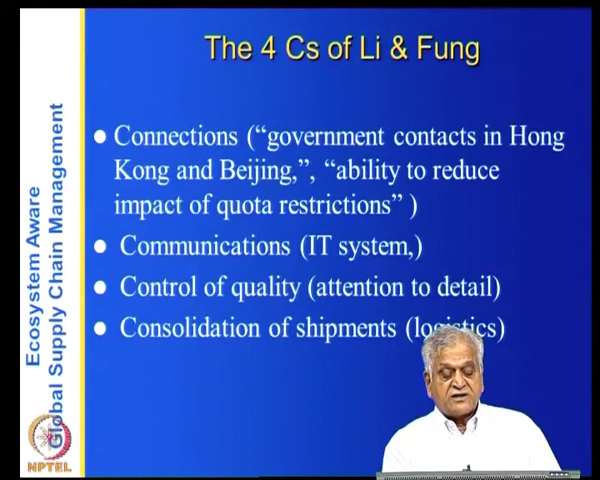 The 4 Cs of Li & Fung
● Connections (“government contacts in Hong
Kong and Beijing,”, “ability to reduce
impact of quota restrictions” )
● Communications (IT system,)
● Control of quality (attention to detail)
● Consolidation of shipments (logistics)
Ecosystem Aware
Global Supply Chain Management
NPTEL